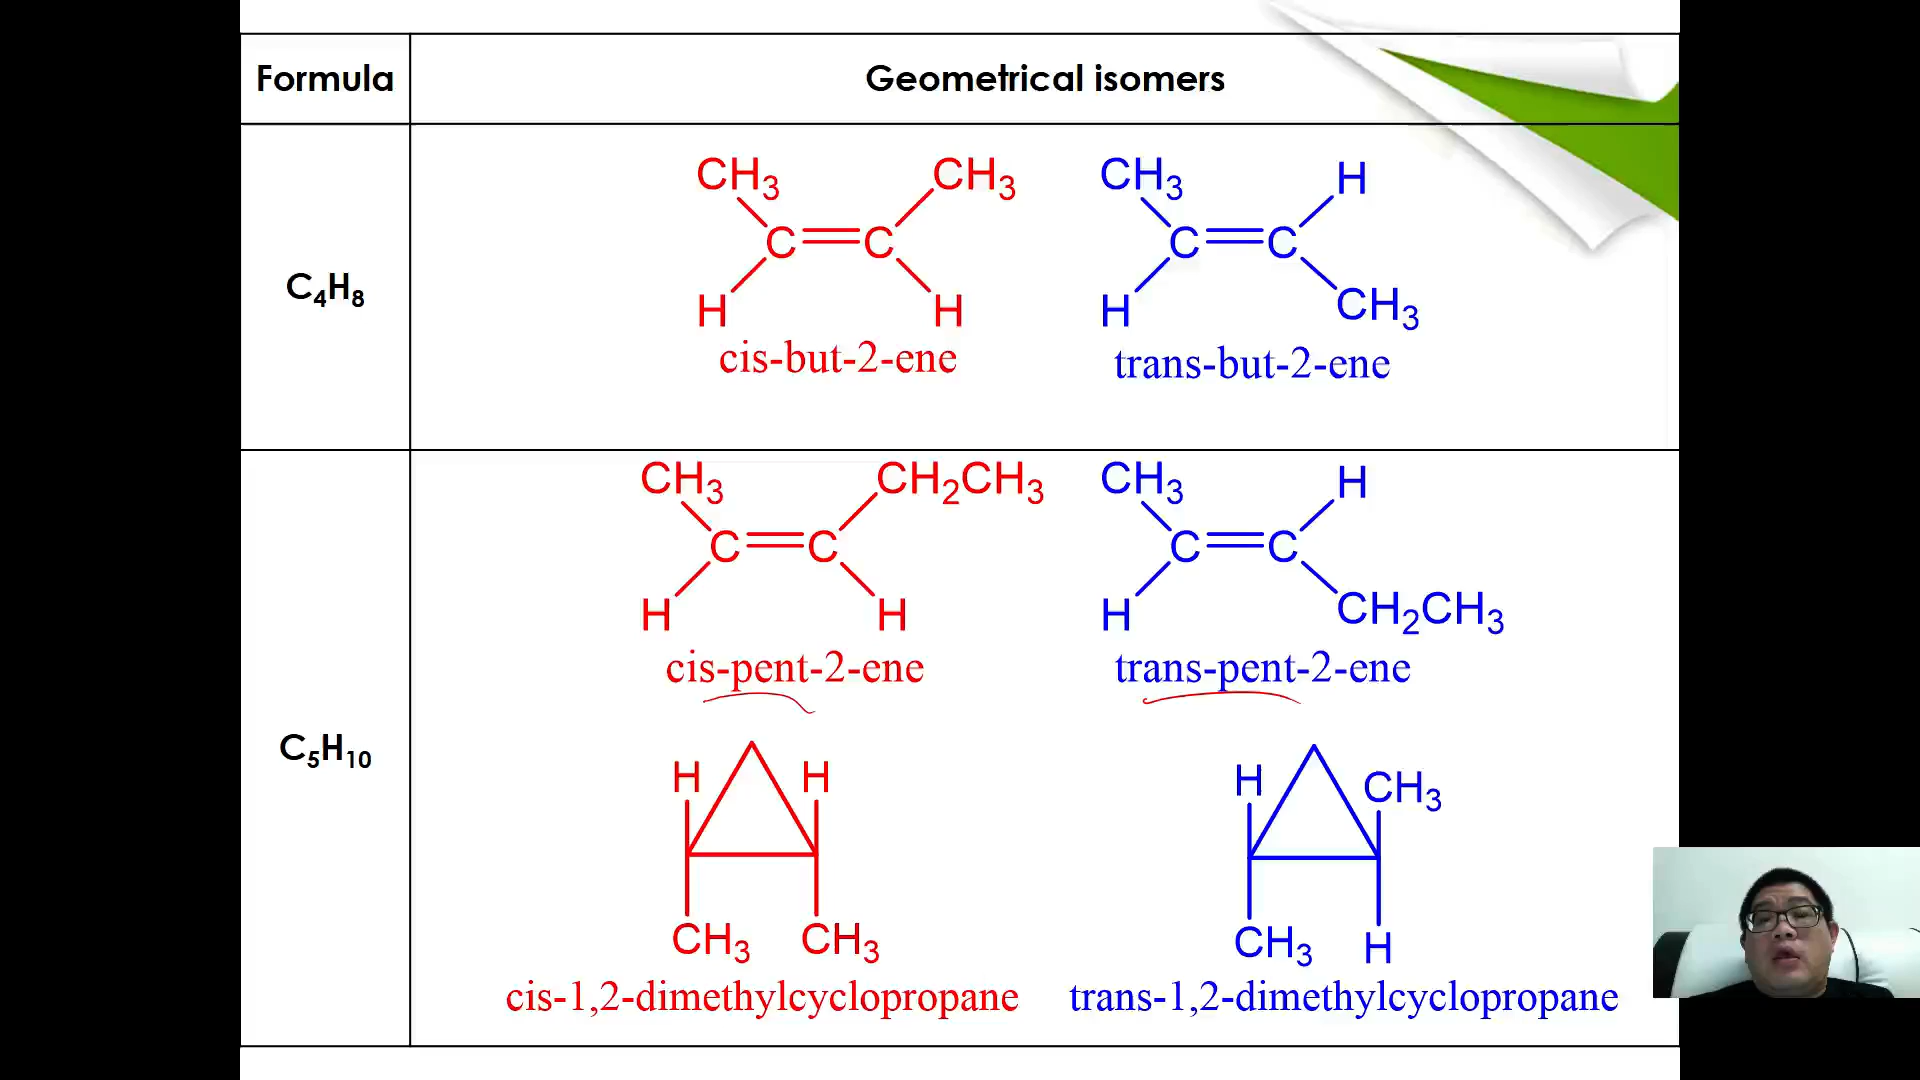 Formula Geometrical isomers
CH3 CH3 CH3 H
C C C C
C4H8
H H H CH3
cis-but-2-ene trans-but-2-ene
CH3 CH2CH3 CH3 H
C C C C
H H H CH2CH3
cis-pent-2-ene trans-pent-2-ene
C5H10
H H H CH3
CH3 CH3 CH3 H
cis-1,2-dimethylcyclopropane trans-1,2-dimethylcyclopropane